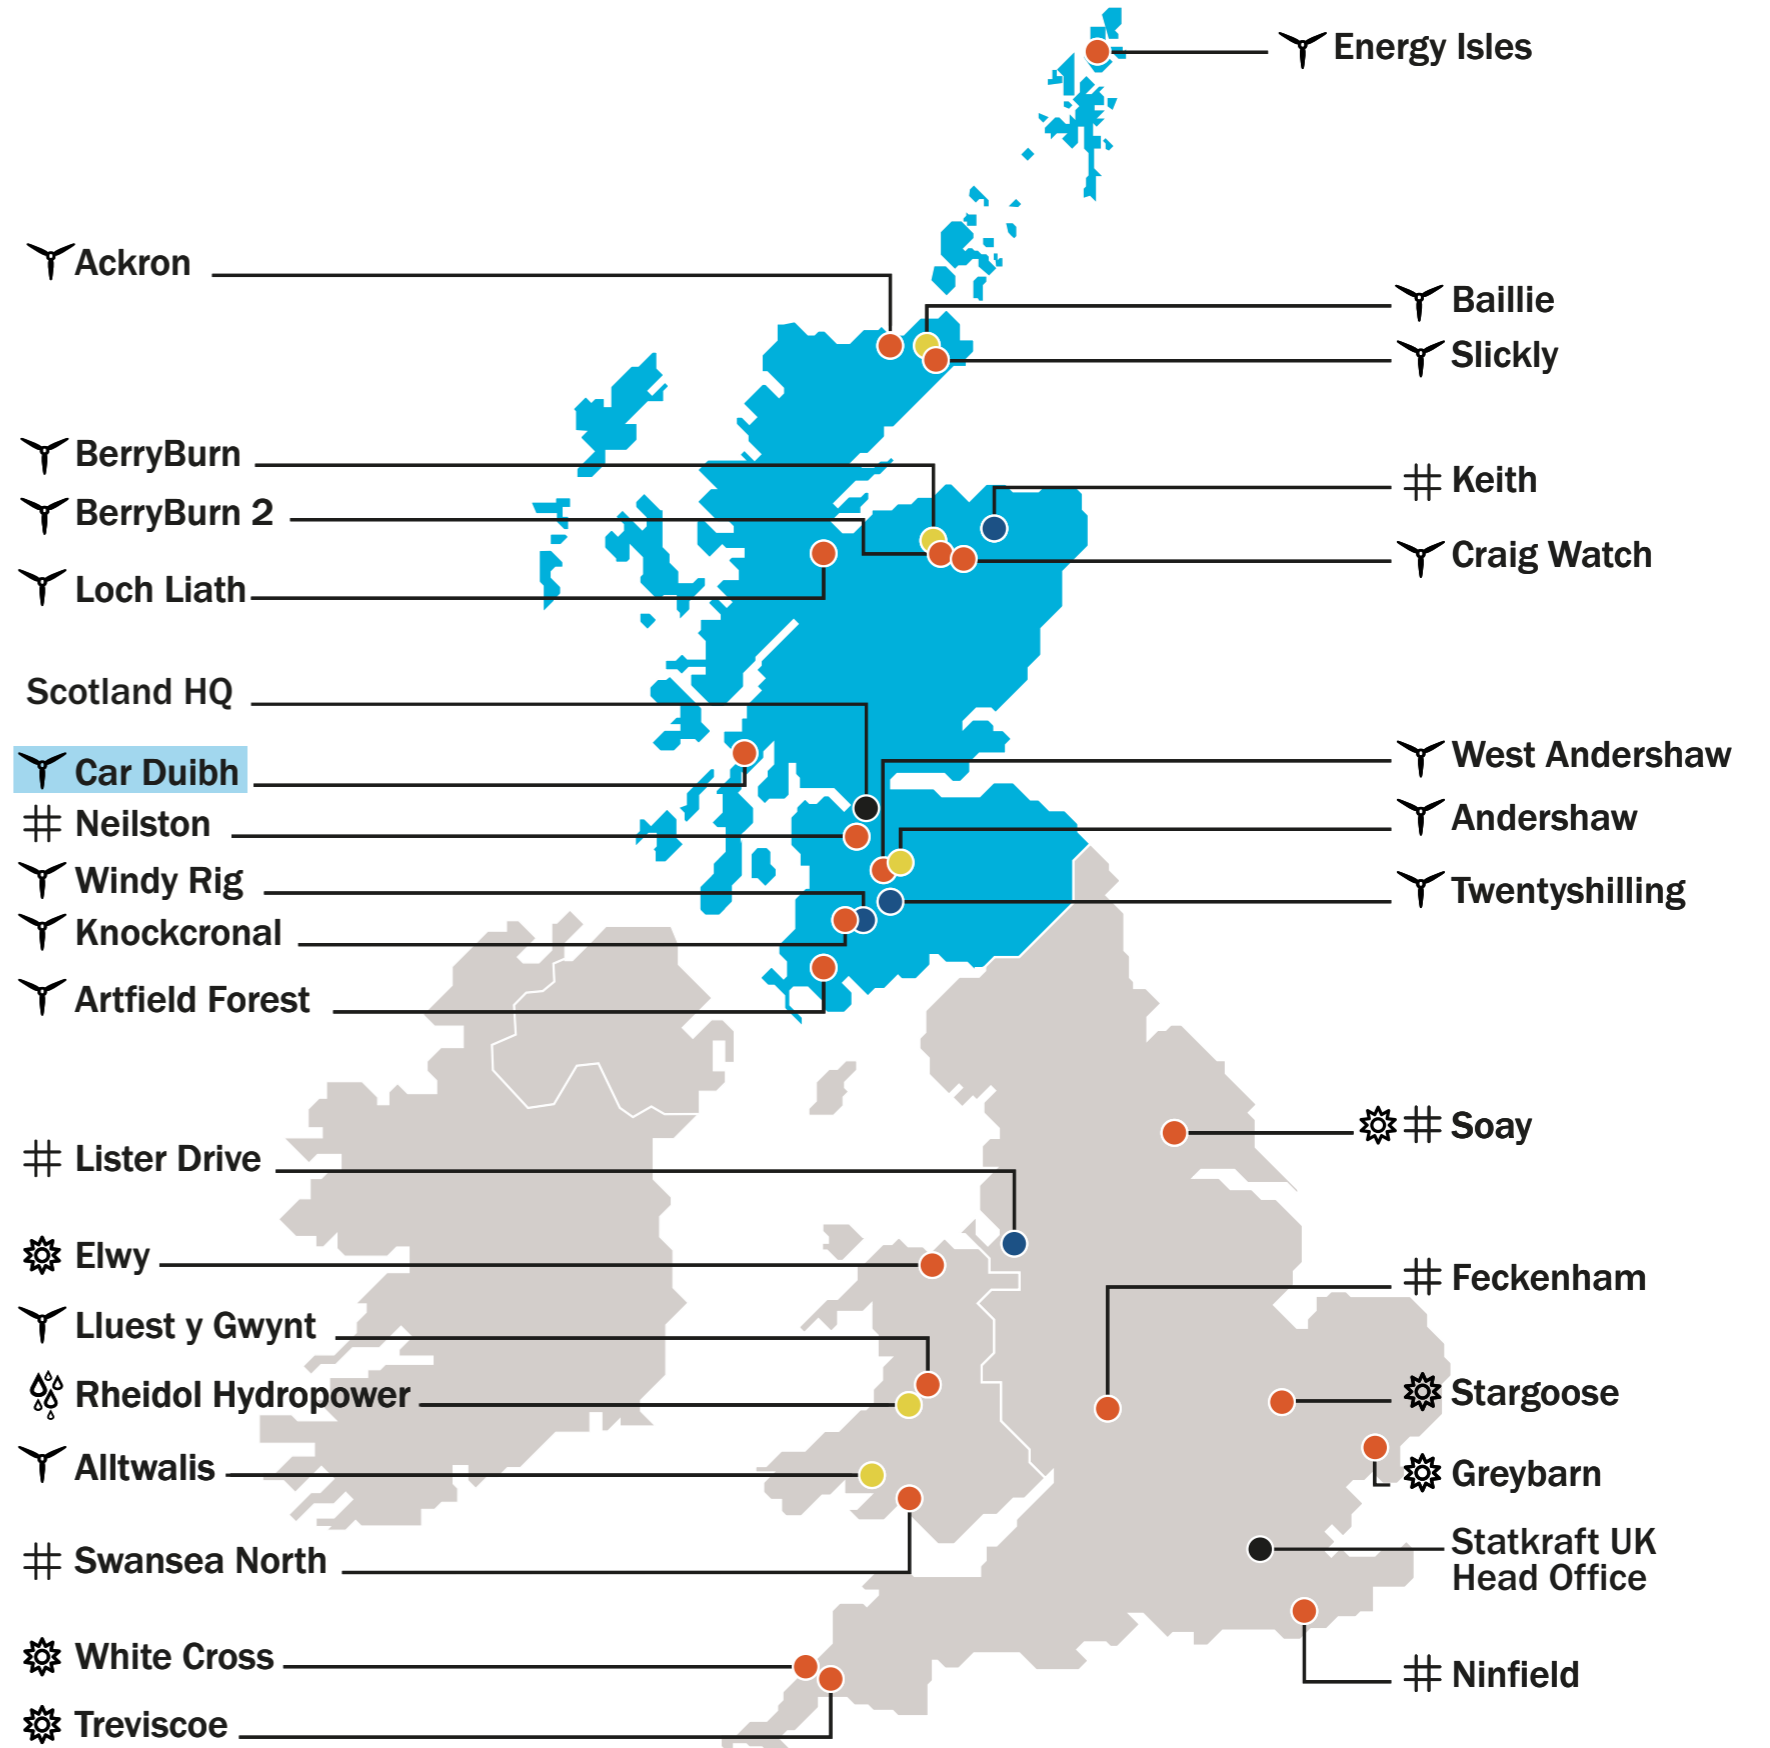 Energy Isles
Ackron
Baillie
Slickly
BerryBurn
Keith
BerryBurn 2
Craig Watch
Loch Liath
Scotland HQ
West Andershaw
Car Duibh
Neilston
Andershaw
Windy Rig
Twentyshilling
Knockcronal
Artfield Forest
Soay
Lister Drive
Elwy
Feckenham
Lluest y Gwynt
Rheidol Hydropower
Stargoose
Alltwalis
Greybarn
Statkraft UK
Head Office
Swansea North
White Cross
Ninfield
Treviscoe